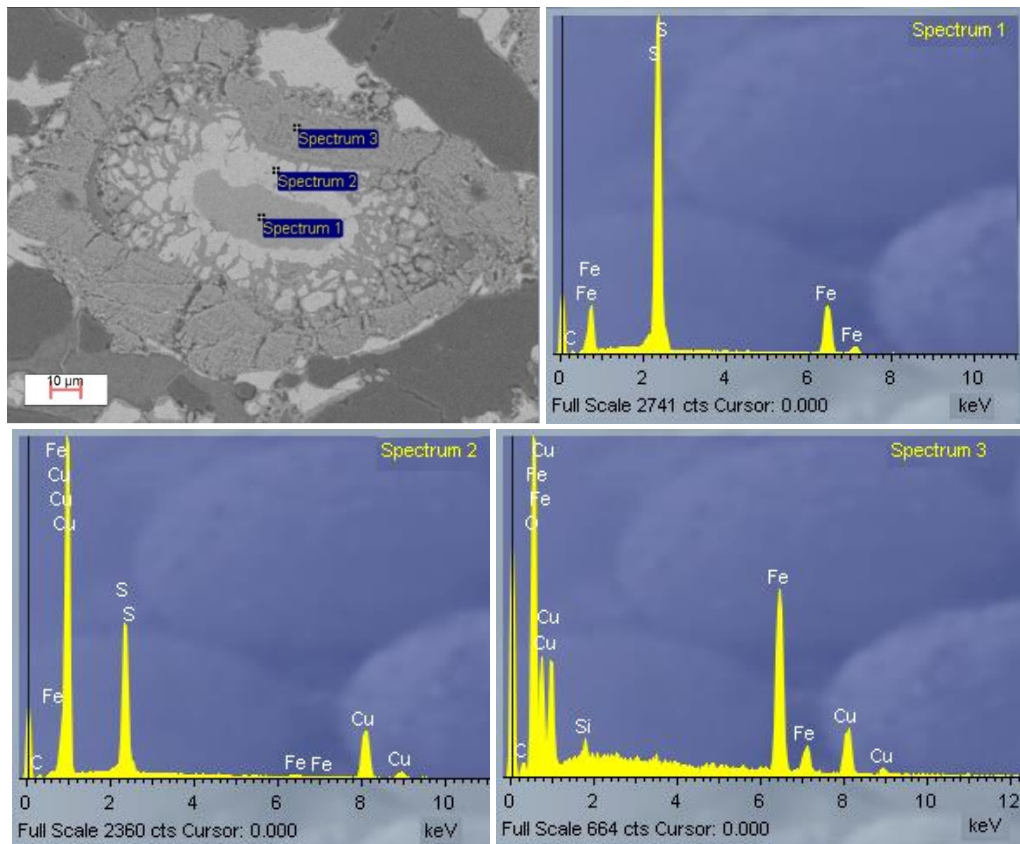 Spectrum 3
Spectrum 2
Spectrum 1
10 µm
Spectrum 1
S
S
Fe
Fe
C
Fe
Fe
0 2 4 6 8 10
Full Scale 2741 cts Cursor: 0.000 keV
Spectrum 2
Fe
Cu
Cu
Cu
S
S
Fe
C
Fe Fe
Cu
Cu
0 2 4 6 8 10
Full Scale 2360 cts Cursor: 0.000 keV
Spectrum 3
Cu
Fe
Fe
O
Cu
Cu
C
Si
Fe
Fe
Cu
Cu
0 2 4 6 8 10 12
Full Scale 664 cts Cursor: 0.000 keV